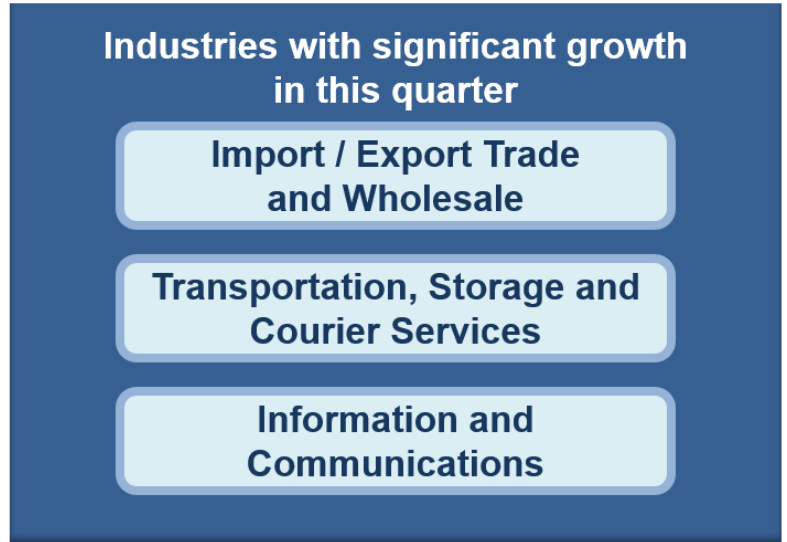 Industries with significant growth
in this quarter
Import / Export Trade
and Wholesale
Transportation, Storage and
Courier Services
Information and
Communications